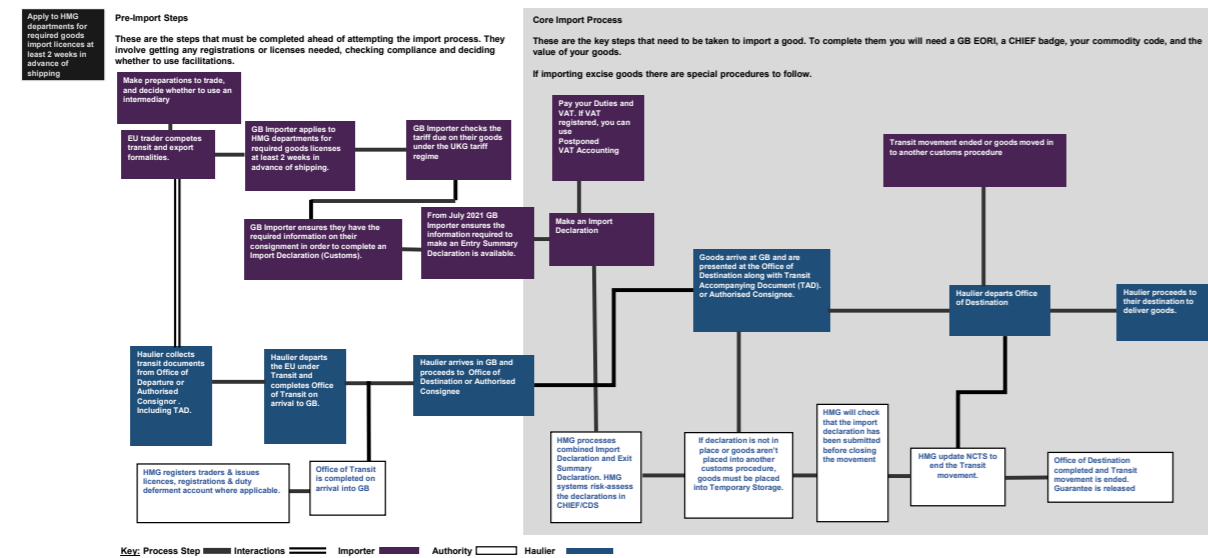 Apply to HMG
departments for
required goods
import licences at
least 2 weeks in
advance of
shipping
Pre-Import Steps
These are the steps that must be completed ahead of attempting the import process. They
involve getting any registrations or licenses needed, checking compliance and deciding
whether to use facilitations.
Core Import Process
These are the key steps that need to be taken to import a good. To complete them you will need a GB EORI, a CHIEF badge, your commodity code, and the
value of your goods.
If importing excise goods there are special procedures to follow.
Make preparations to trade,
and decide whether to use an
intermediary
EU trader competes
transit and export
formalities.
GB Importer applies to
HMG departments for
required goods licenses
at least 2 weeks in
advance of shipping.
GB Importer checks the
tariff due on their goods
under the UKG tariff
regime
GB Importer ensures they have the
required information on their
consignment in order to complete an
Import Declaration (Customs).
From July 2021 GB
Importer ensures the
information required to
make an Entry Summary
Declaration is available.
Pay your Duties and
VAT. If VAT
registered, you can
use
Postponed
VAT Accounting
Make an Import
Declaration
Transit movement ended or goods moved in
to another customs procedure
Goods arrive at GB and are
presented at the Office of
Destination along with Transit
Accompanying Document (TAD).
or Authorised Consignee.
Haulier departs Office
of Destination
Haulier proceeds to
their destination to
deliver goods.
Haulier collects
transit documents
from Office of
Departure or
Authorised
Consignor .
Including TAD.
Haulier departs
the EU under
Transit and
completes Office
of Transit on
arrival to GB.
Haulier arrives in GB and
proceeds to Office of
Destination or Authorised
Consignee
HMG registers traders & issues
licences, registrations & duty
deferment account where applicable.
Office of Transit
is completed on
arrival into GB
HMG processes
combined Import
Declaration and Exit
Summary
Declaration. HMG
systems risk-assess
the declarations in
CHIEF/CDS
If declaration is not in
place or goods aren't
placed into another
customs procedure,
goods must be placed
into Temporary Storage.
HMG will check
that the import
declaration has
been submitted
before closing
the movement
HMG update NCTS to
end the Transit
movement.
Office of Destination
completed and Transit
movement is ended.
Guarantee is released
Key: Process Step Interactions Importer Authority Haulier